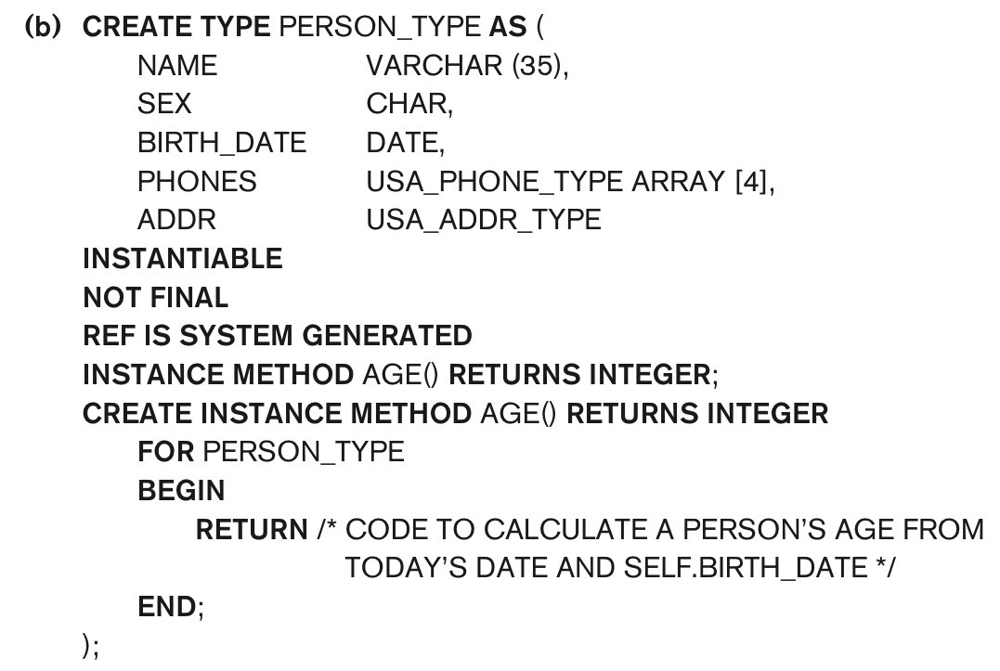 (b) CREATE TYPE PERSON_TYPE AS (
NAME VARCHAR (35),
SEX CHAR,
BIRTH_DATE DATE,
PHONES USA_PHONE_TYPE ARRAY [4],
ADDR USA_ADDR_TYPE
INSTANTIABLE
NOT FINAL
REF IS SYSTEM GENERATED
INSTANCE METHOD AGE() RETURNS INTEGER;
CREATE INSTANCE METHOD AGE() RETURNS INTEGER
FOR PERSON_TYPE
BEGIN
RETURN /* CODE TO CALCULATE A PERSON’S AGE FROM
TODAY’S DATE AND SELF.BIRTH_DATE */
END;
);